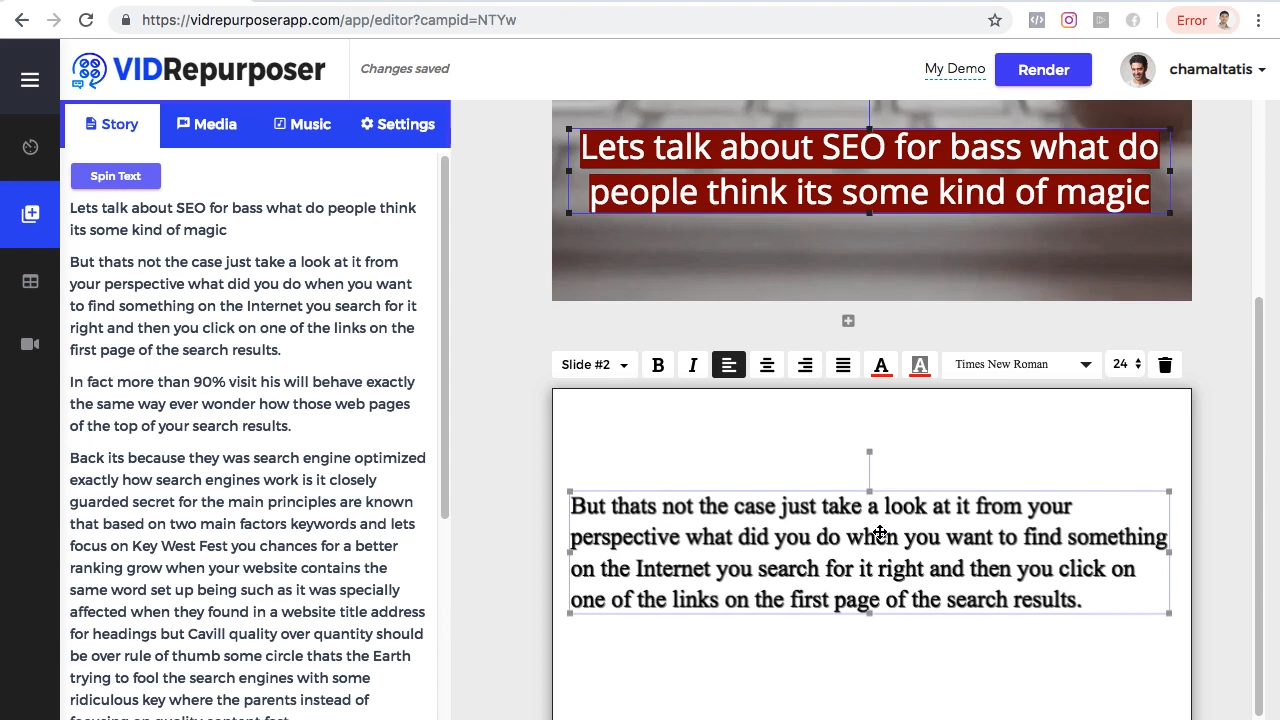 https://vidrepurposerapp.com/app/editor?campid=NTYw
Error
VIDRepurposer
Changes saved
My Demo
Render
chamaltatis
Story
Media
Music
Settings
Spin Text
Lets talk about SEO for bass what do people think
its some kind of magic
But thats not the case just take a look at it from
your perspective what did you do when you want
to find something on the Internet you search for it
right and then you click on one of the links on the
first page of the search results.
In fact more than 90% visit his will behave exactly
the same way ever wonder how those web pages
of the top of your search results.
Back its because they was search engine optimized
exactly how search engines work is it closely
guarded secret for the main principles are known
that based on two main factors keywords and lets
focus on Key West Fest you chances for a better
ranking grow when your website contains the
same word set up being such as it was specially
affected when they found in a website title address
for headings but Cavill quality over quantity should
be over rule of thumb some circle thats the Earth
trying to fool the search engines with some
ridiculous key where the parents instead of
focusing on quality content fact
Lets talk about SEO for bass what do
people think its some kind of magic
Slide #2
B
I
A
A
Times New Roman
24
But thats not the case just take a look at it from your
perspective what did you do when you want to find something
on the Internet you search for it right and then you click on
one of the links on the first page of the search results.